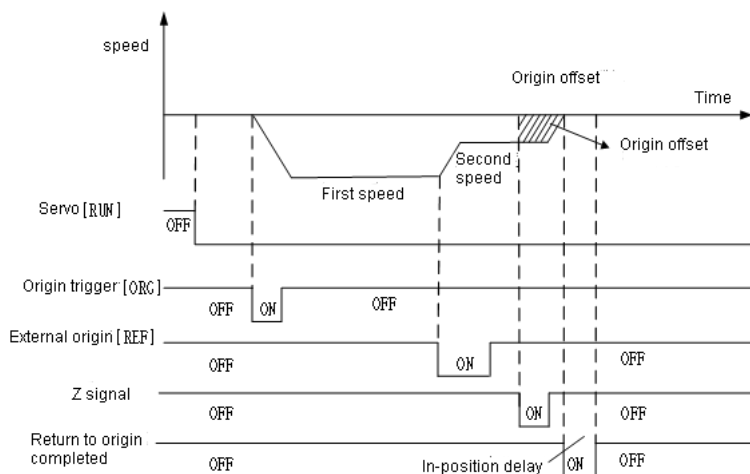 speed
Origin offset
Time
Origin offset
Second
speed
First speed
Servo [RUN]
OFF
Origin trigger [ORG]
OFF
ON
OFF
External origin [REF]
OFF
ON
OFF
Z signal
OFF
ON
OFF
Return to origin
completed
OFF
In-position delay
ON
OFF